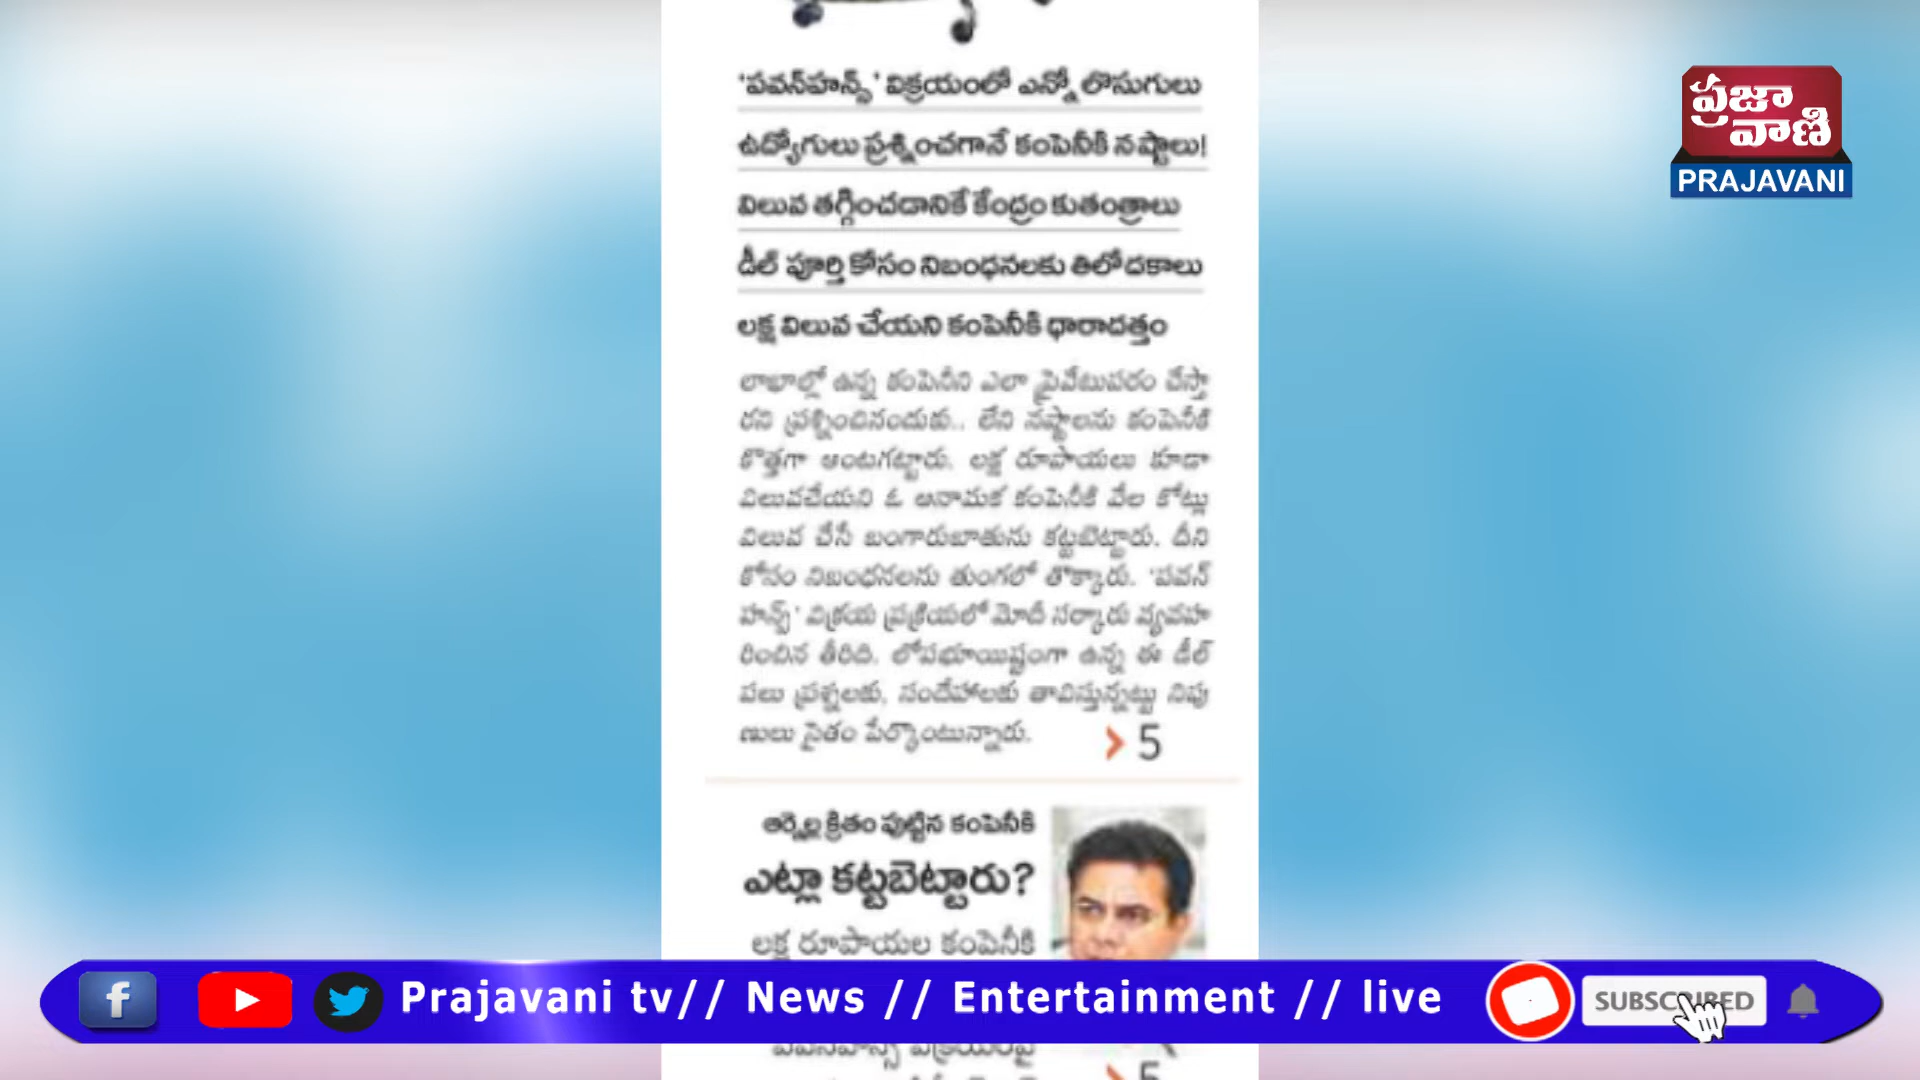 'పవన్‌హన్స్' విక్రయంలో ఎన్నో లొసుగులు
ఉద్యోగులు ప్రశ్నించగానే కంపెనీకి నష్టాలు!
విలువ తగ్గించడానికే కేంద్రం కుతంత్రాలు
డీల్ పూర్తి కోసం నిబంధనలకు తిలోదకాలు
లక్ష విలువ చేయని కంపెనీకి ధారాదత్తం
లాభాల్లో ఉన్న కంపెనీని ఎలా ప్రైవేటుపరం చేస్తా
రని ప్రశ్నించినందుకు.. లేని నష్టాలను కంపెనీకి
కొత్తగా అంటగట్టారు. లక్ష రూపాయలు కూడా
విలువచేయని ఓ అనామక కంపెనీకి వేల కోట్లు
విలువ చేసే బంగారుబాతును కట్టబెట్టారు. దీని
కోసం నిబంధనలను తుంగలో తొక్కారు. 'పవన్
హన్స్' విక్రయ ప్రక్రియలో మోదీ సర్కారు వ్యవహ
రించిన తీరిది. లోపభూయిష్టంగా ఉన్న ఈ డీల్
పలు ప్రశ్నలకు, సందేహాలకు తావిస్తున్నట్టు నిపు
ణులు సైతం పేర్కొంటున్నారు.
5
ఆర్నెల్ల క్రితం పుట్టిన కంపెనీకి
ఎట్లా కట్టబెట్టారు?
లక్ష రూపాయల కంపెనీకి
ప్రజా
వాణి
PRAJAVANI
Prajavani tv// News // Entertainment // live
SUBSCRIBED